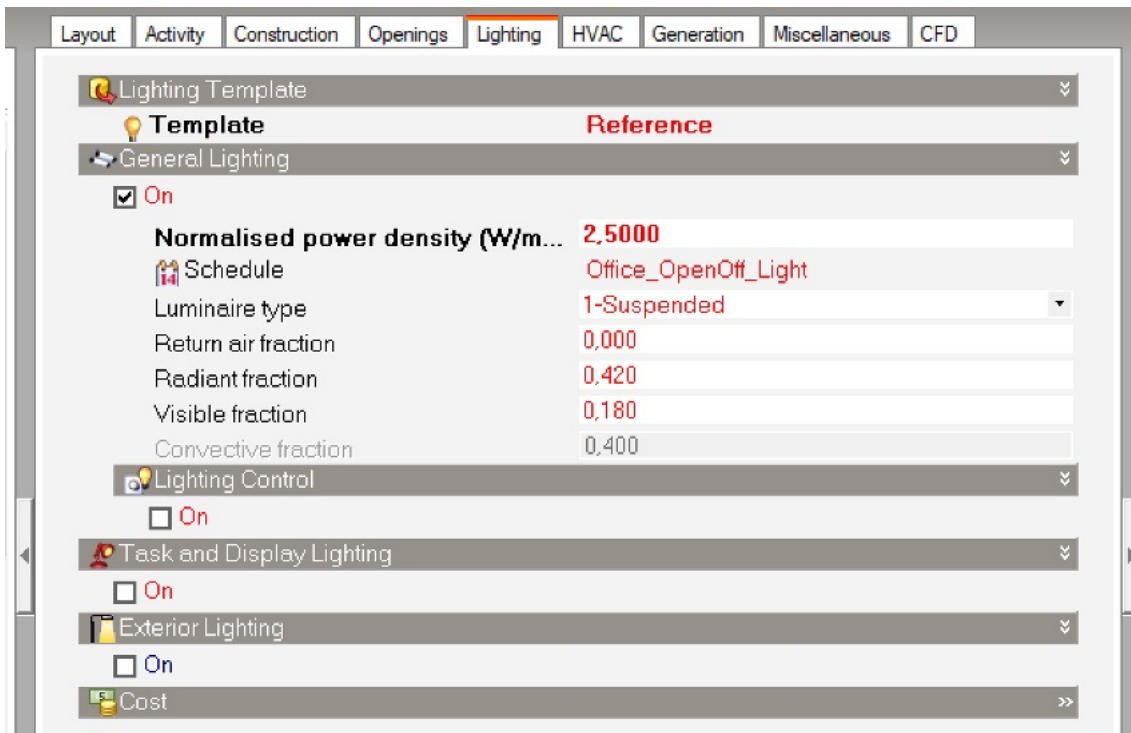 Layout Activity Construction Openings Lighting HVAC Generation Miscellaneous CFD
Lighting Template
Template Reference
General Lighting
On
Normalised power density (W/m... 2,5000
14 Schedule Office_OpenOff_Light
Luminaire type 1-Suspended
Return air fraction 0,000
Radiant fraction 0,420
Visible fraction 0,180
Convective fraction 0,400
Lighting Control
On
Task and Display Lighting
On
Exterior Lighting
On
Cost